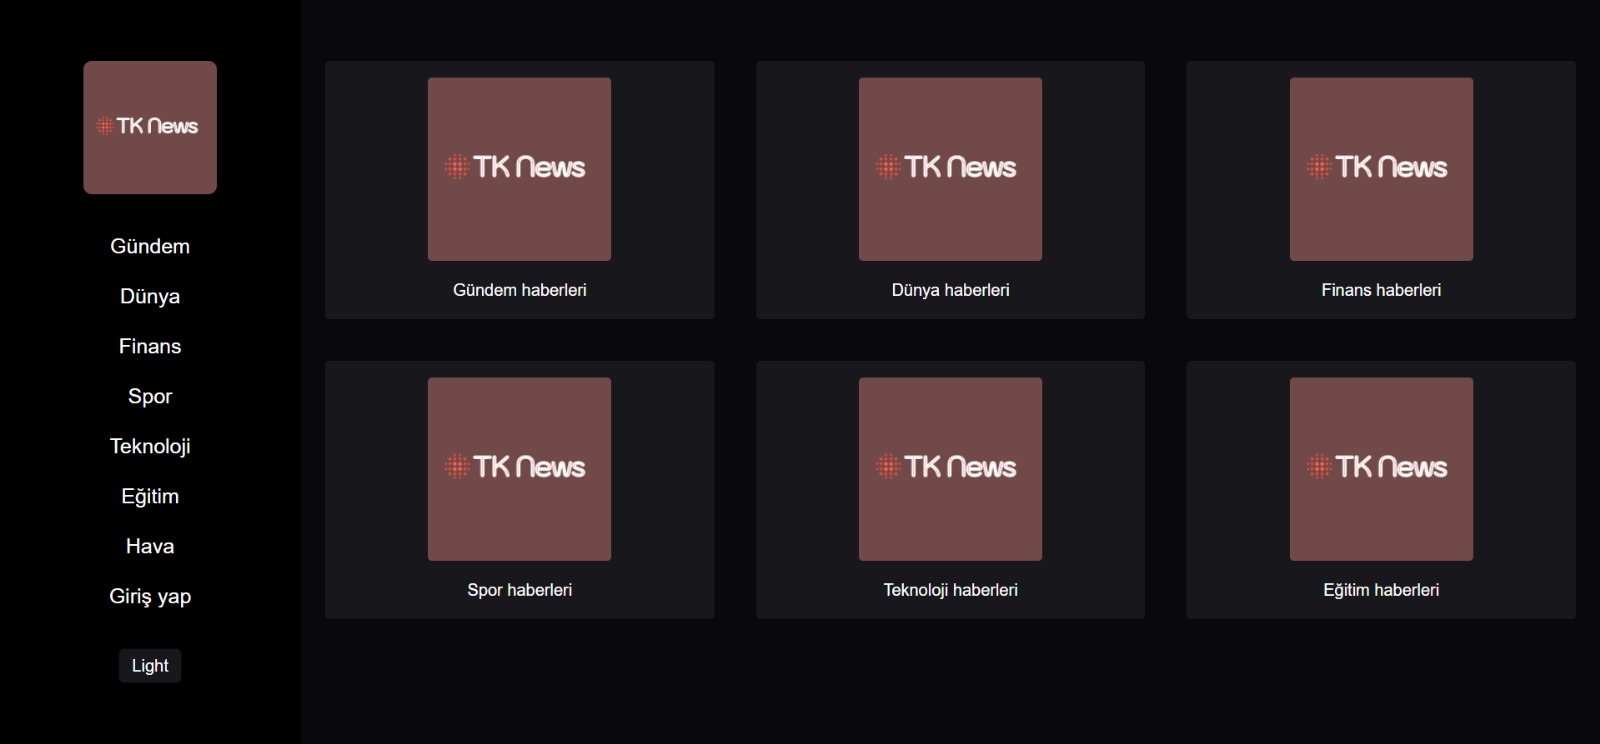 TK News
Gündem
Dünya
Finans
Spor
Teknoloji
Eğitim
Hava
Giriş yap
Light
TK News
Gündem haberleri
TK News
Dünya haberleri
TK News
Finans haberleri
TK News
Spor haberleri
TK News
Teknoloji haberleri
TK News
Eğitim haberleri